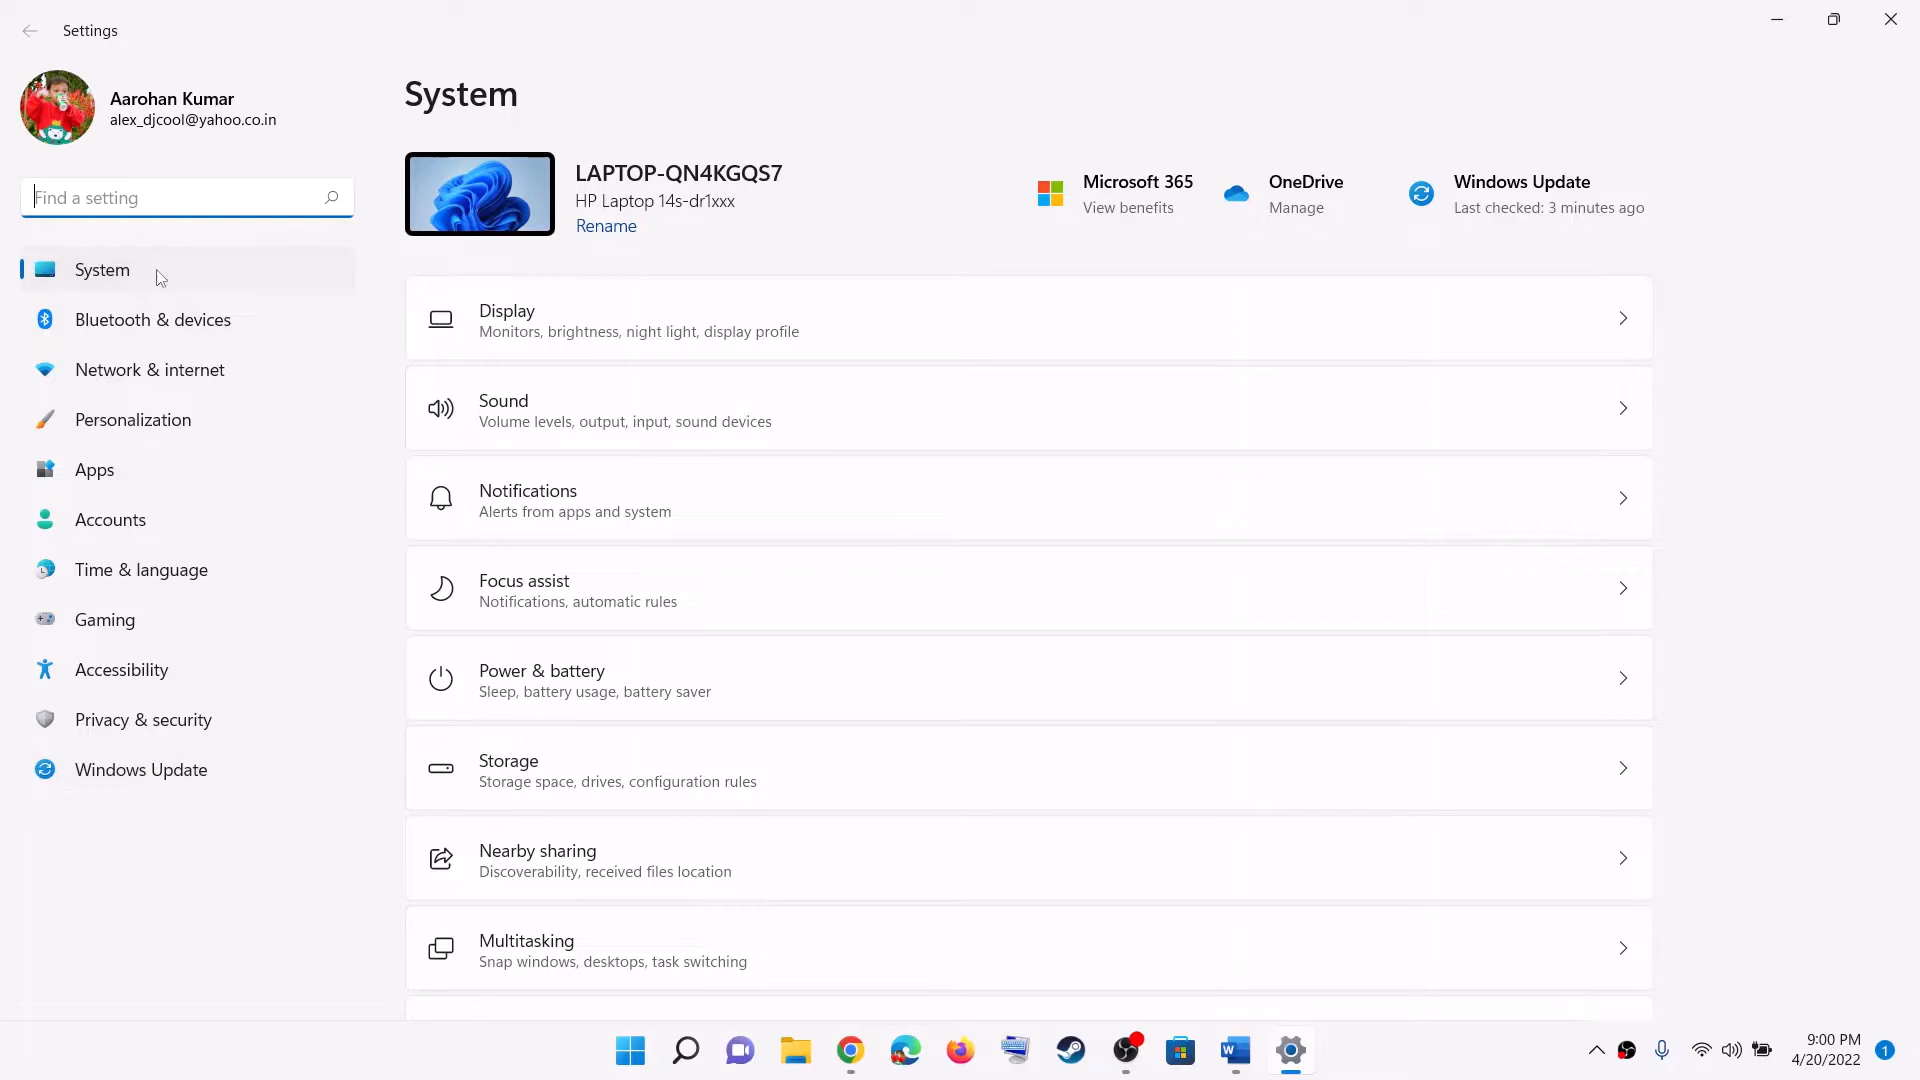 Settings
Aarohan Kumar
alex_djcool@yahoo.co.in
Find a setting
System
Bluetooth & devices
Network & internet
Personalization
Apps
Accounts
Time & language
Gaming
Accessibility
Privacy & security
Windows Update
System
LAPTOP-QN4KGQS7
HP Laptop 14s-dr1xxx
Rename
Microsoft 365
View benefits
OneDrive
Manage
Windows Update
Last checked: 3 minutes ago
Display
Monitors, brightness, night light, display profile
Sound
Volume levels, output, input, sound devices
Notifications
Alerts from apps and system
Focus assist
Notifications, automatic rules
Power & battery
Sleep, battery usage, battery saver
Storage
Storage space, drives, configuration rules
Nearby sharing
Discoverability, received files location
Multitasking
Snap windows, desktops, task switching
W
9:00 PM
4/20/2022
1